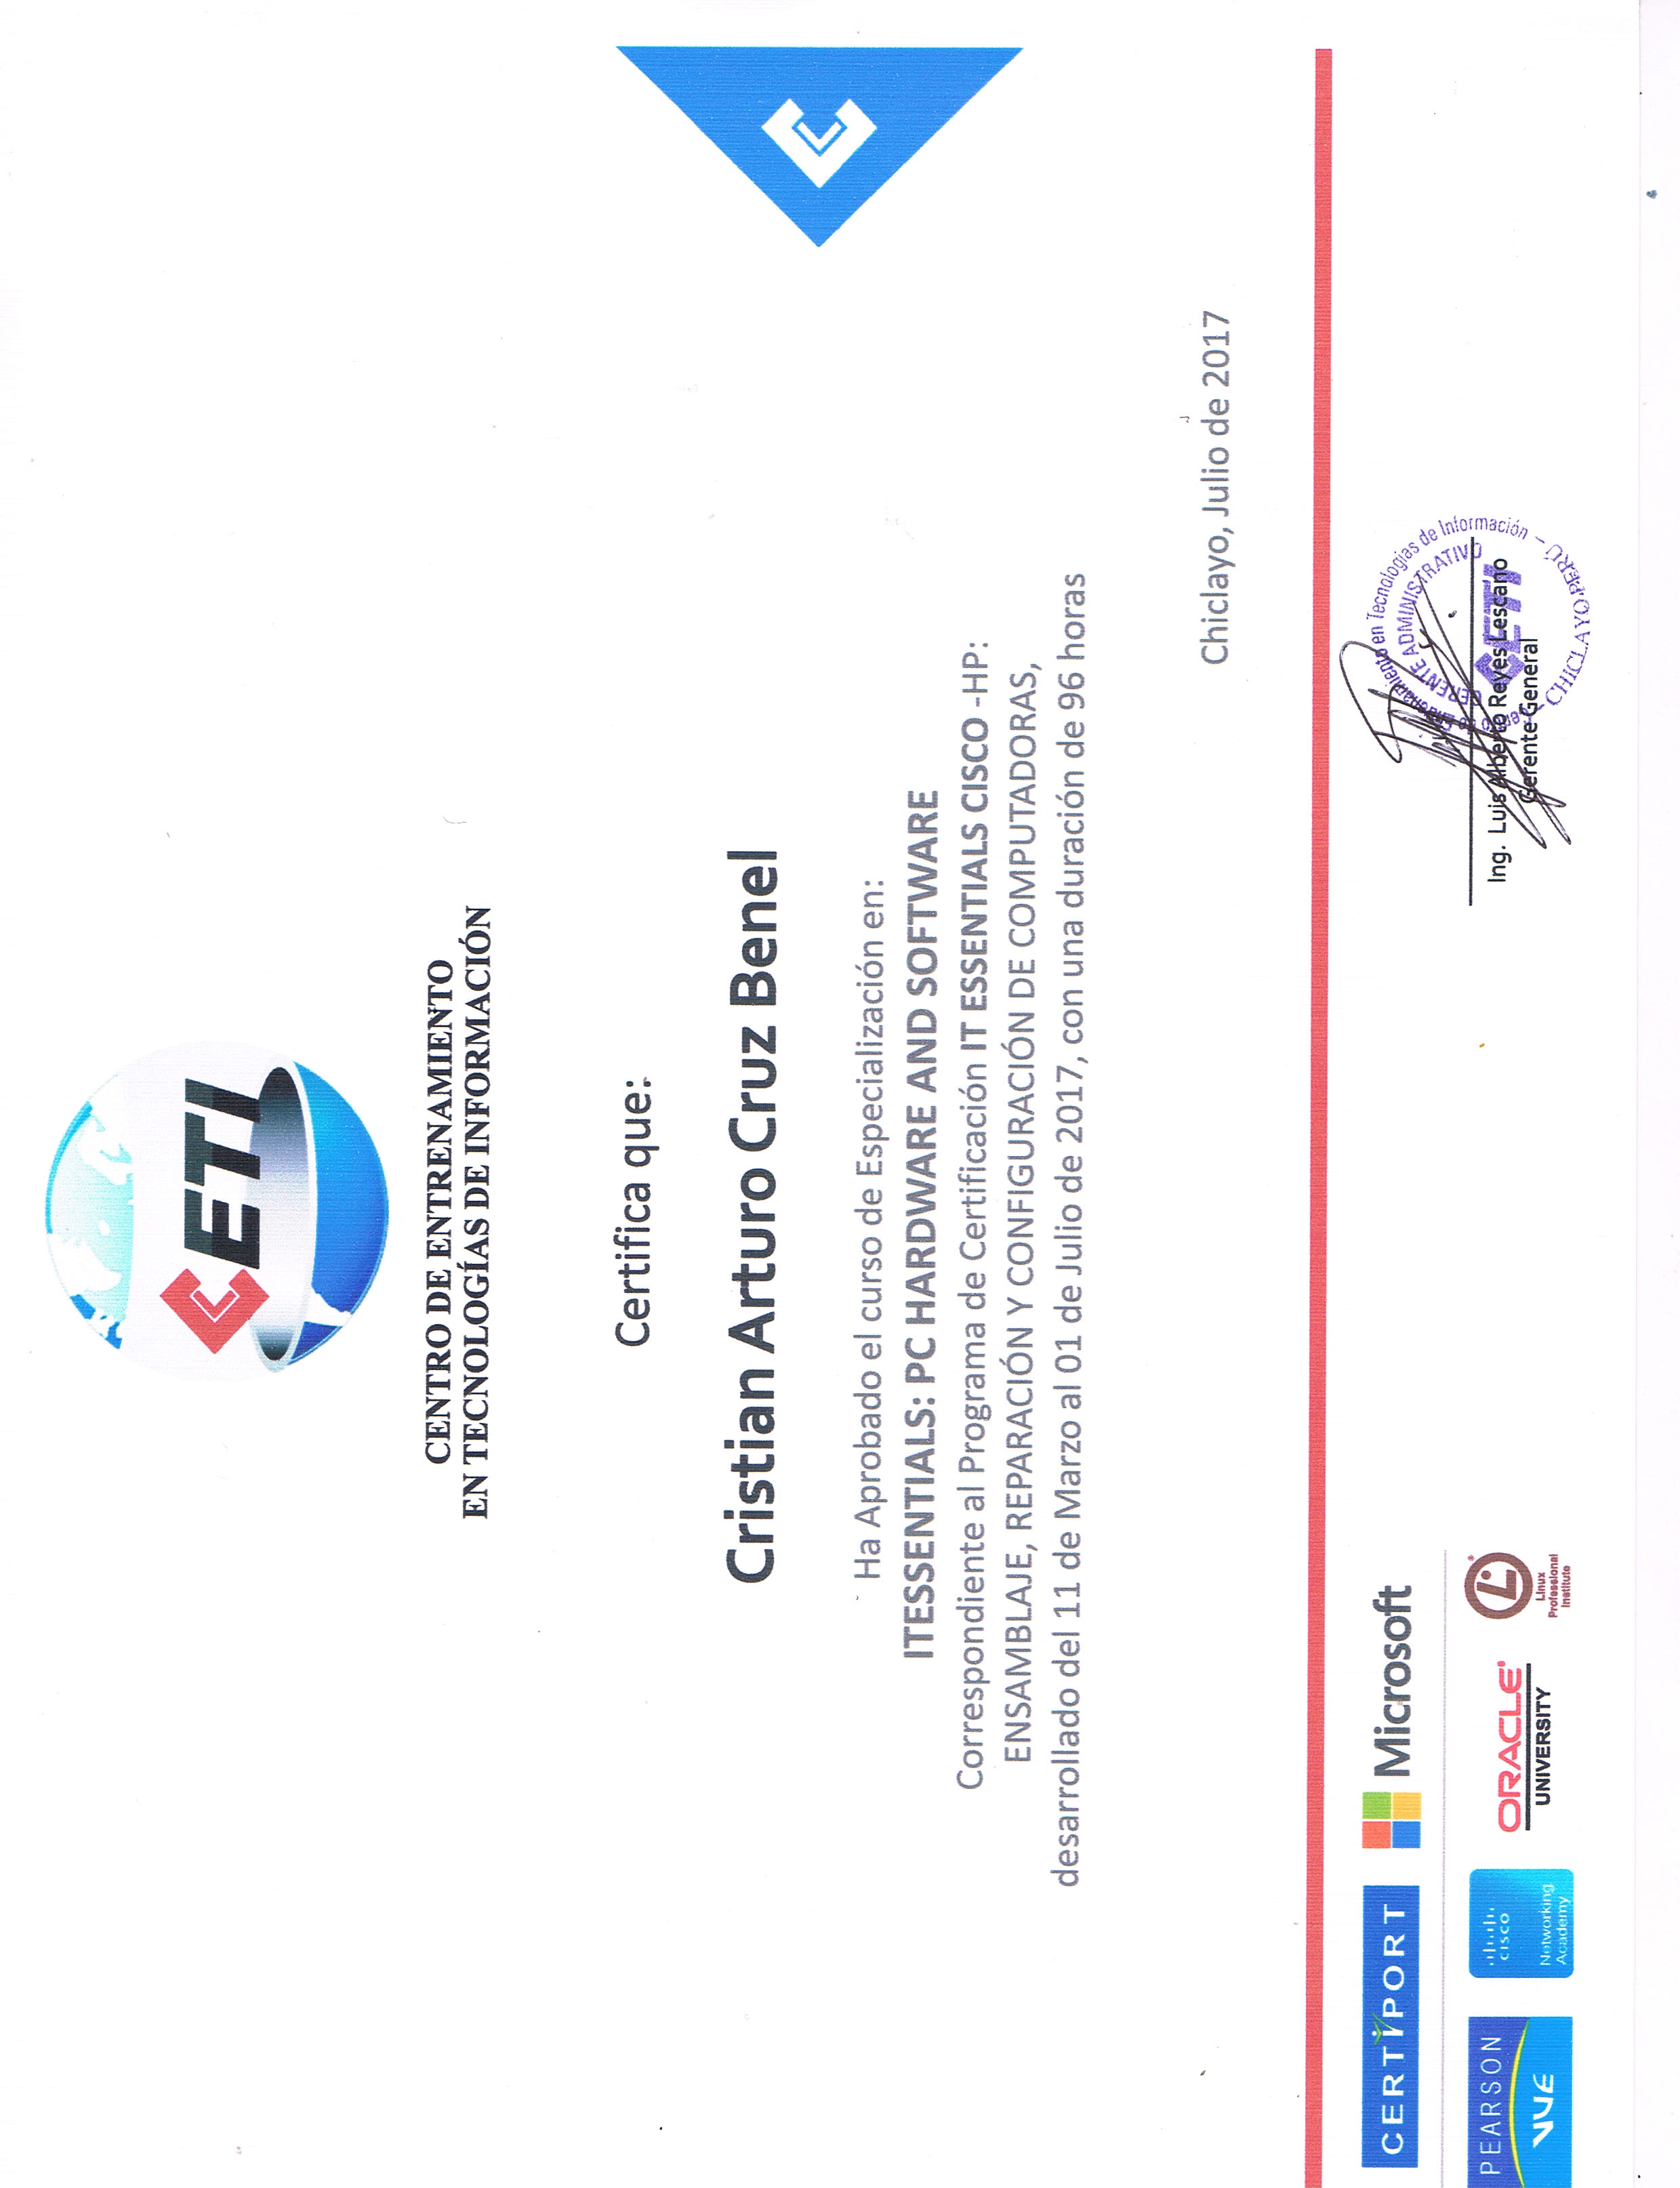 CETI
CENTRO DE ENTRENAMIENTO
EN TECNOLOGÍAS DE INFORMACIÓN
Certifica que:
Cristian Arturo Cruz Benel
Ha Aprobado el curso de Especialización en:
ITESSENTIALS: PC HARDWARE AND SOFTWARE
Correspondiente al Programa de Certificación IT ESSENTIALS CISCO -HP:
ENSAMBLAJE, REPARACIÓN Y CONFIGURACIÓN DE COMPUTADORAS,
desarrollado del 11 de Marzo al 01 de Julio de 2017, con una duración de 96 horas
Chiclayo, Julio de 2017
CERTIPORT
Microsoft
PEARSON
VUE
CISCO
Networking
Academy
ORACLE
UNIVERSITY
Linux
Professional
Institute
Centro de Entrenamiento en Tecnologías de Información
GERENTE ADMINISTRATIVO
CETI
CHICLAYO-PERÚ
Ing. Luis Alberto Reyes Lescano
Gerente General